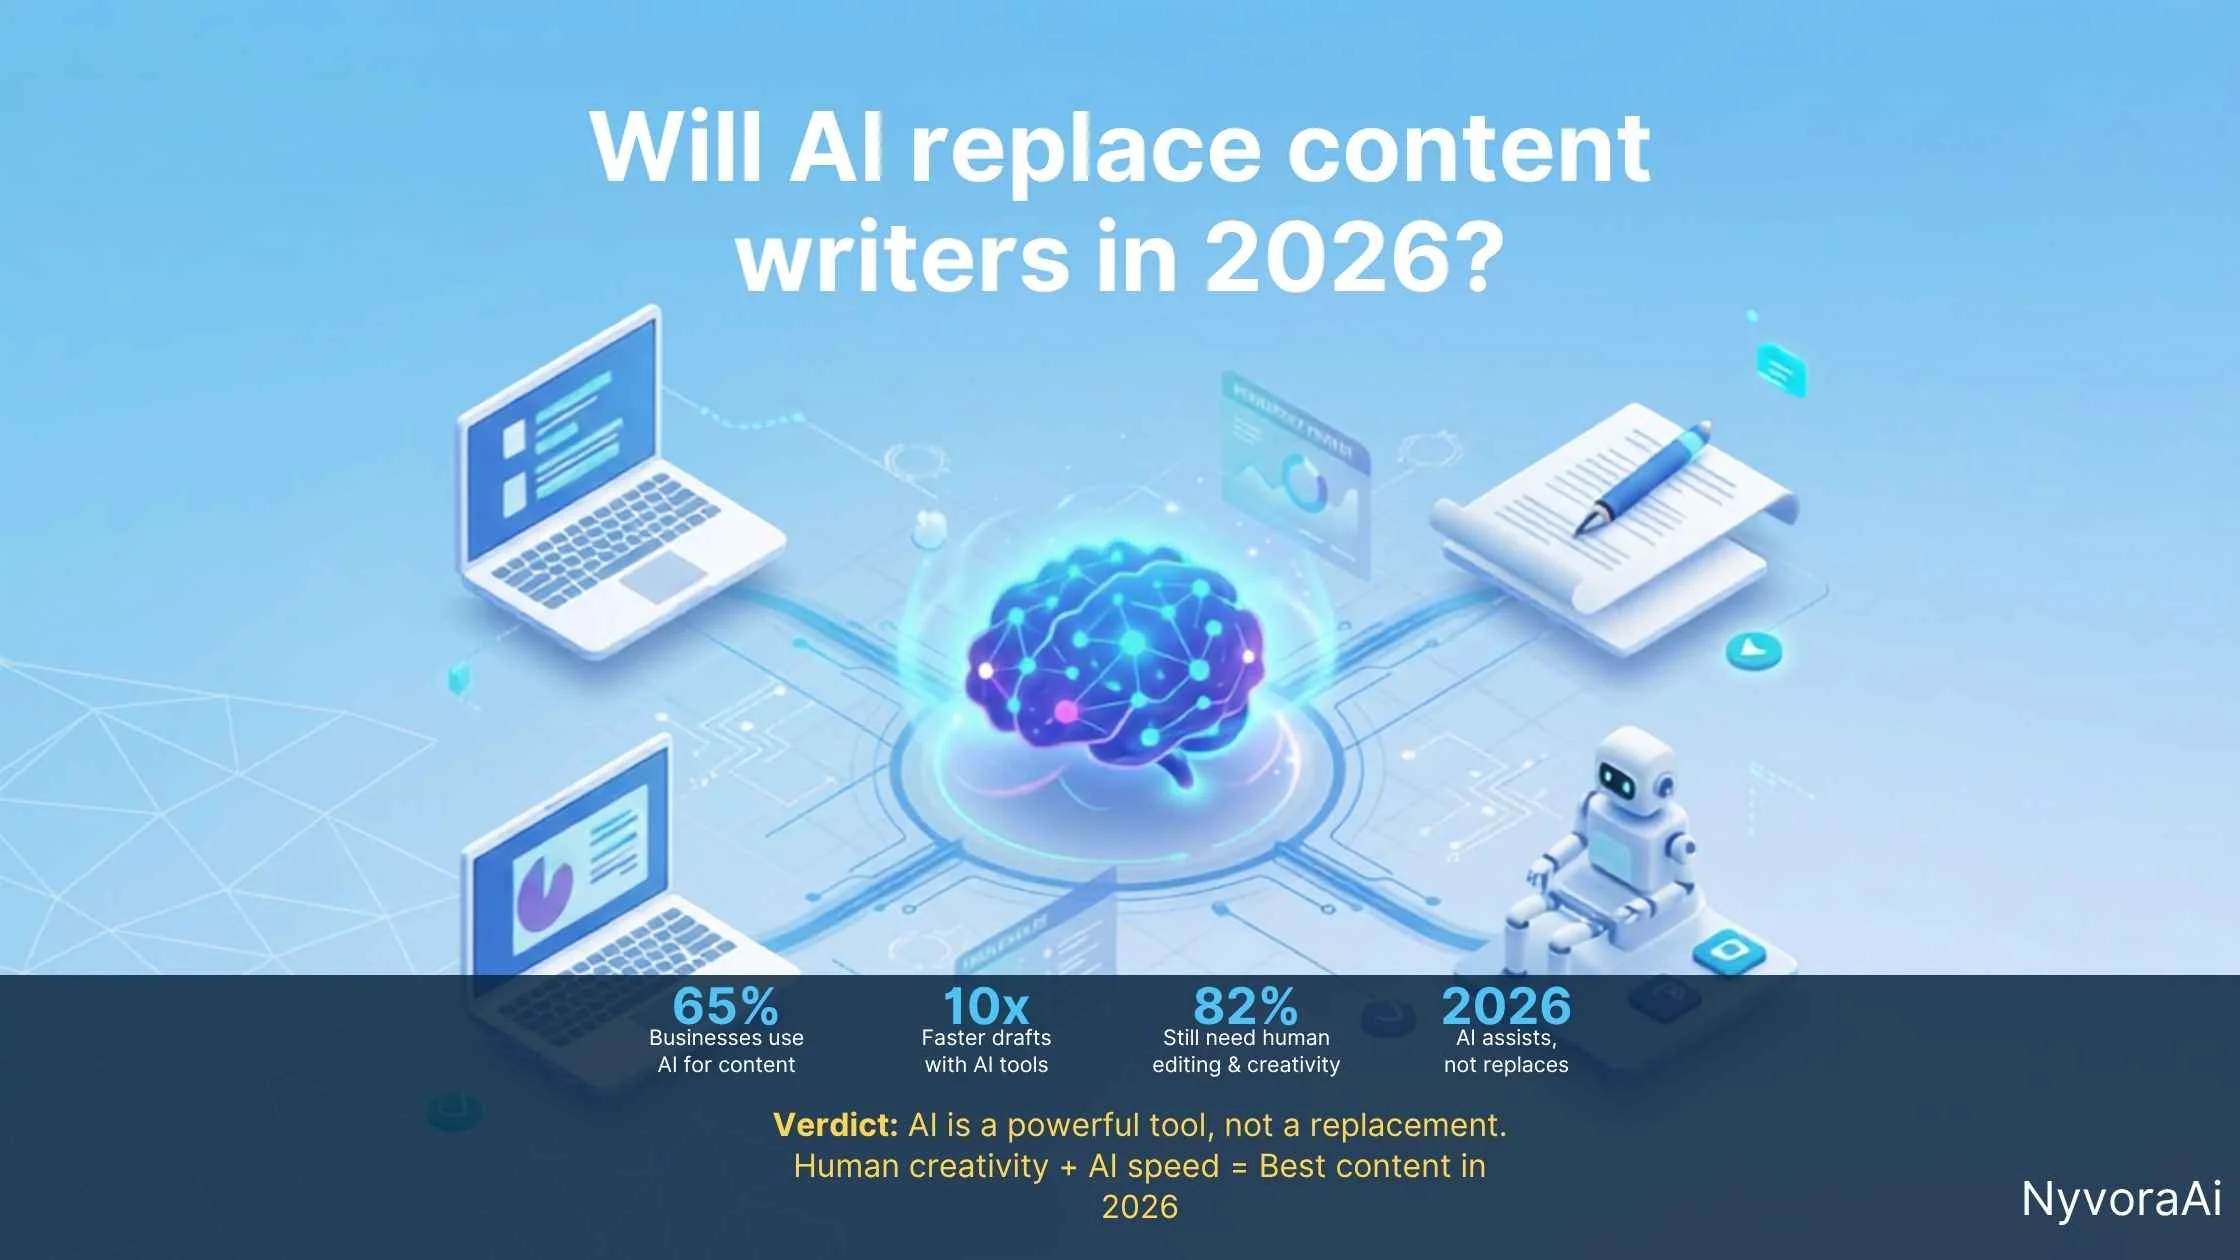 Will AI replace content
writers in 2026?
65%
Businesses use
AI for content
10x
Faster drafts
with AI tools
82%
Still need human
editing & creativity
2026
AI assists,
not replaces
Verdict: AI is a powerful tool, not a replacement.
Human creativity + AI speed = Best content in
2026
NyvoraAi